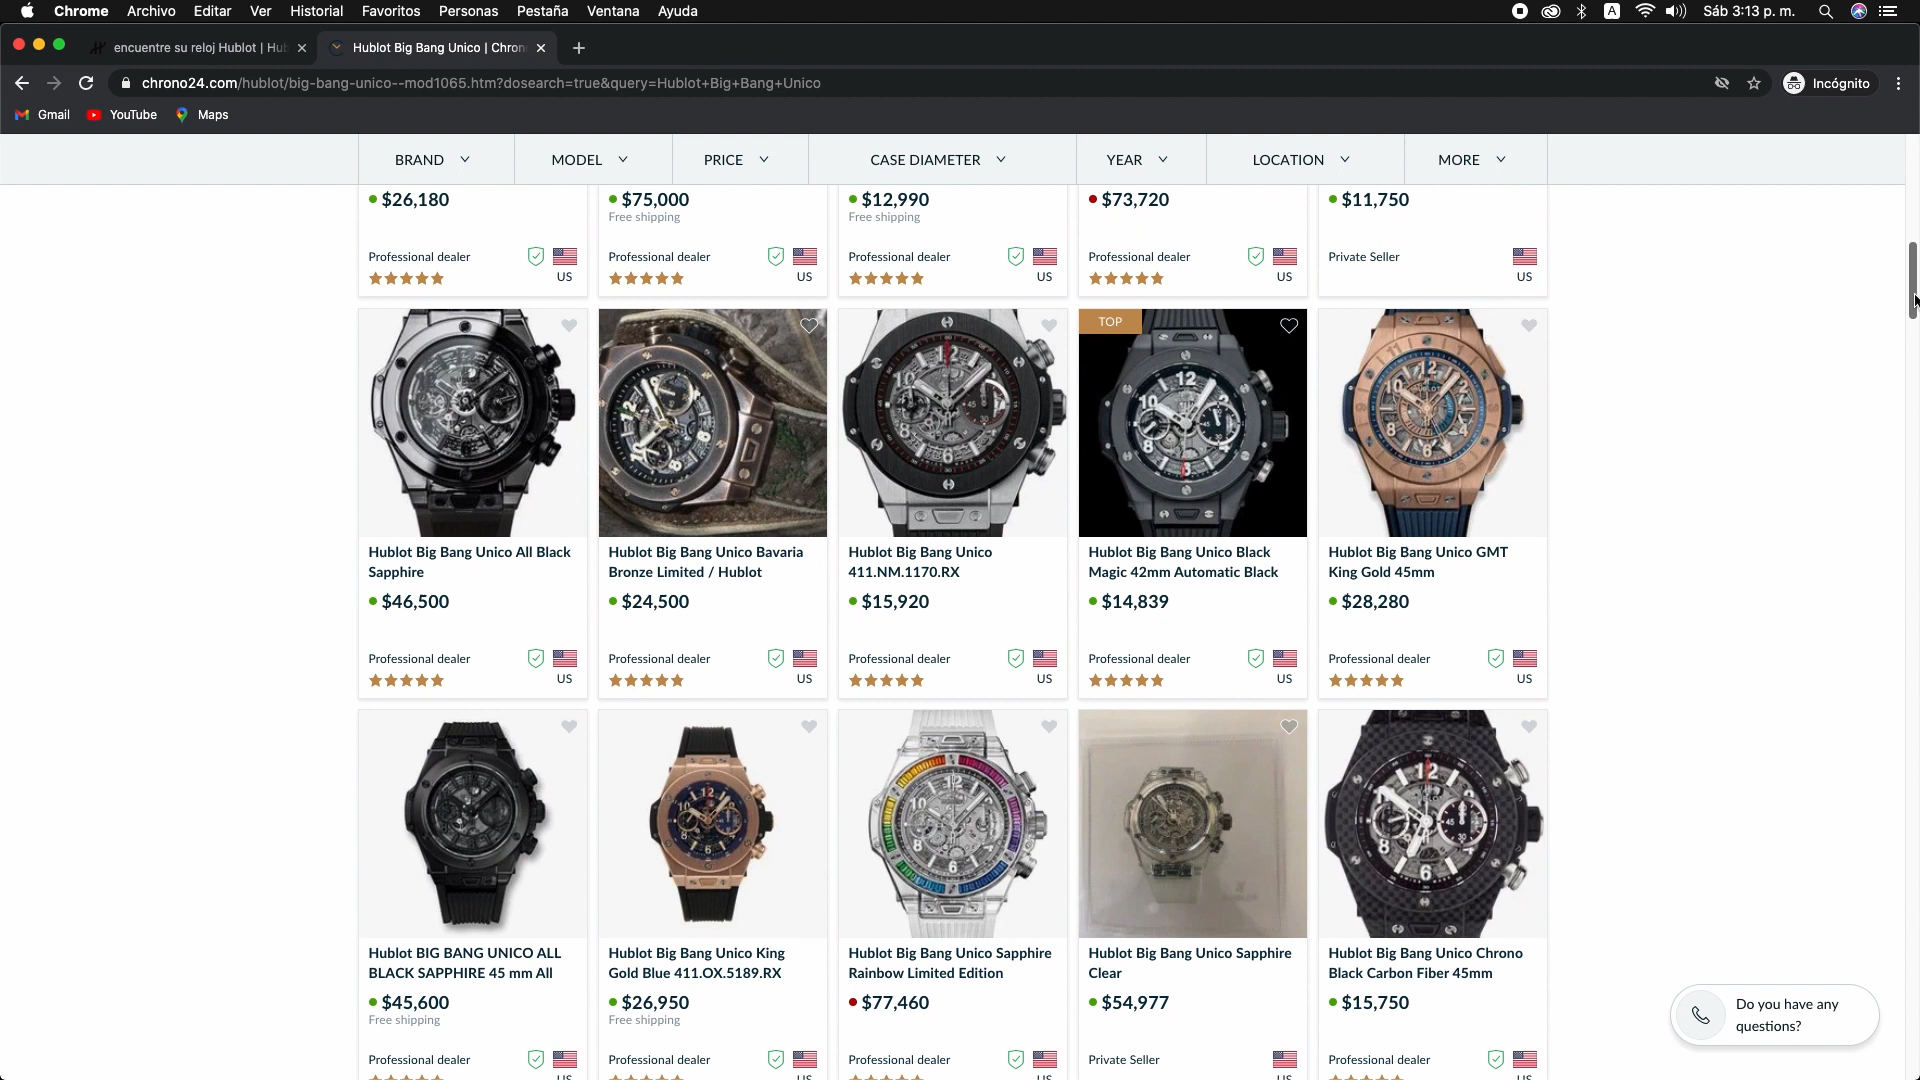 Chrome Archivo Editar Ver Historial Favoritos Personas Pestaña Ventana Ayuda
A Sáb 3:13 p. m.
encuentre su reloj Hublot | Hub
Hublot Big Bang Unico | Chron
chrono24.com/hublot/big-bang-unico--mod1065.htm?dosearch=true&query=Hublot+Big+Bang+Unico
Incógnito
Gmail YouTube Maps
BRAND MODEL PRICE CASE DIAMETER YEAR LOCATION MORE
$26,180
Professional dealer
US
$75,000
Free shipping
Professional dealer
US
$12,990
Free shipping
Professional dealer
US
$73,720
Professional dealer
US
$11,750
Private Seller
US
Hublot Big Bang Unico All Black
Sapphire
$46,500
Professional dealer
US
Hublot Big Bang Unico Bavaria
Bronze Limited / Hublot
$24,500
Professional dealer
US
Hublot Big Bang Unico
411.NM.1170.RX
$15,920
Professional dealer
US
TOP
Hublot Big Bang Unico Black
Magic 42mm Automatic Black
$14,839
Professional dealer
US
Hublot Big Bang Unico GMT
King Gold 45mm
$28,280
Professional dealer
US
Hublot BIG BANG UNICO ALL
BLACK SAPPHIRE 45 mm All
$45,600
Free shipping
Professional dealer
US
Hublot Big Bang Unico King
Gold Blue 411.OX.5189.RX
$26,950
Free shipping
Professional dealer
US
Hublot Big Bang Unico Sapphire
Rainbow Limited Edition
$77,460
Professional dealer
US
Hublot Big Bang Unico Sapphire
Clear
$54,977
Private Seller
US
Hublot Big Bang Unico Chrono
Black Carbon Fiber 45mm
$15,750
Professional dealer
US
Do you have any
questions?